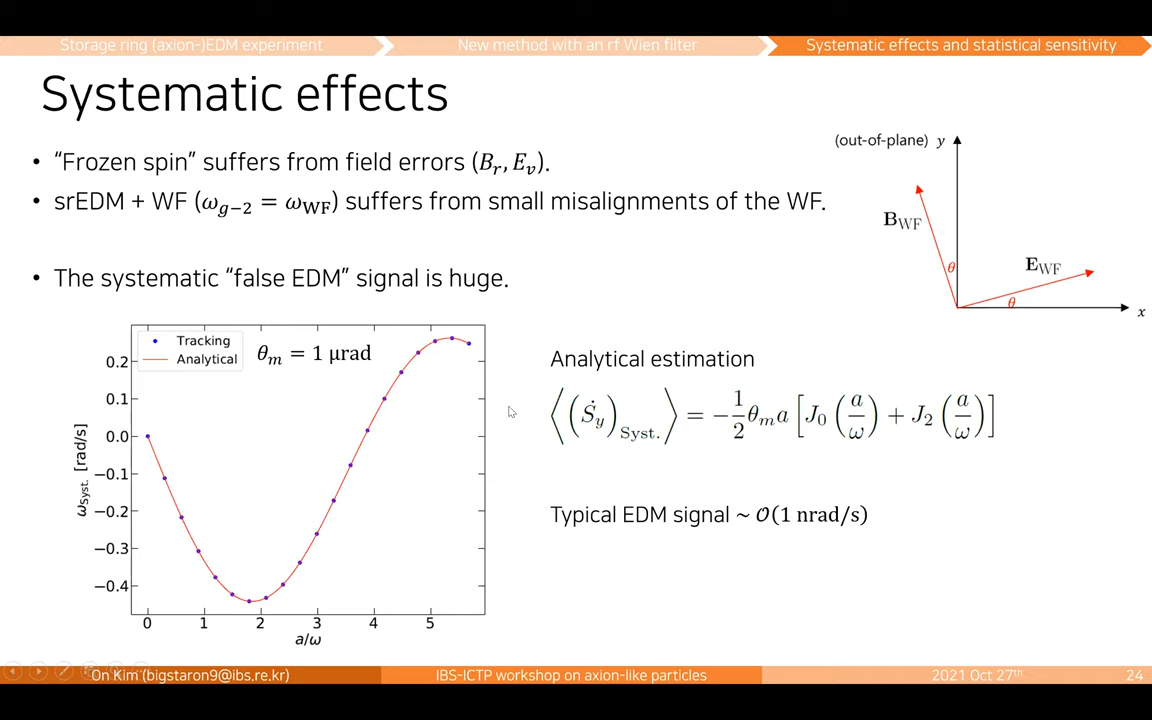 Storage ring (axion-)EDM experiment
New method with an rf Wien filter
Systematic effects and statistical sensitivity
Systematic effects
• “Frozen spin” suffers from field errors (B_r, E_v).
• srEDM + WF (ω_{g−2} = ω_WF) suffers from small misalignments of the WF.
• The systematic “false EDM” signal is huge.
(out-of-plane) y
B_WF
E_WF
θ
θ
x
Tracking
Analytical
θ_m = 1 μrad
0.2
0.1
0.0
−0.1
−0.2
−0.3
−0.4
ω_Syst. [rad/s]
0 1 2 3 4 5
a/ω
Analytical estimation
⟨(Ṡ_y)_Syst.⟩ = −1/2 θ_m a [J_0(a/ω) + J_2(a/ω)]
Typical EDM signal ~ 𝒪(1 nrad/s)
On Kim (bigstaron9@ibs.re.kr)
IBS-ICTP workshop on axion-like particles
2021 Oct 27th
24